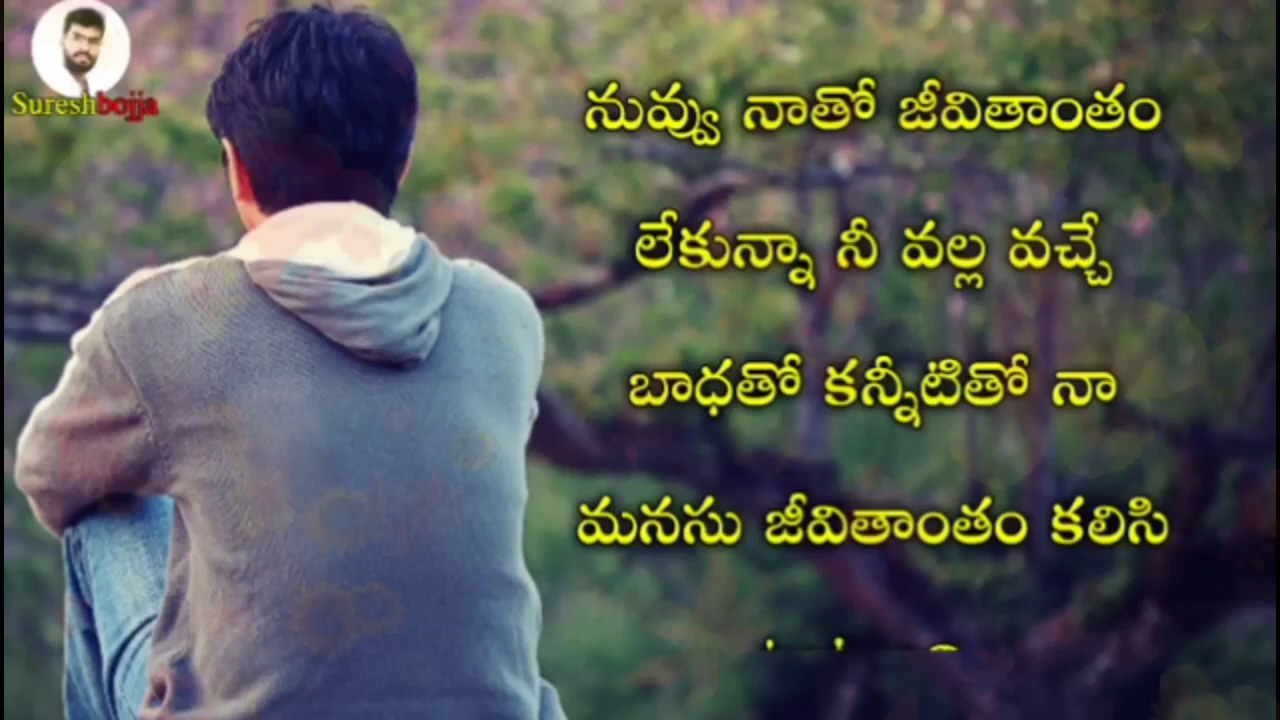 Sureshbojja
నువ్వు నాతో జీవితాంతం
లేకున్నా నీ వల్ల వచ్చే
బాధతో కన్నీటితో నా
మనసు జీవితాంతం కలిసి